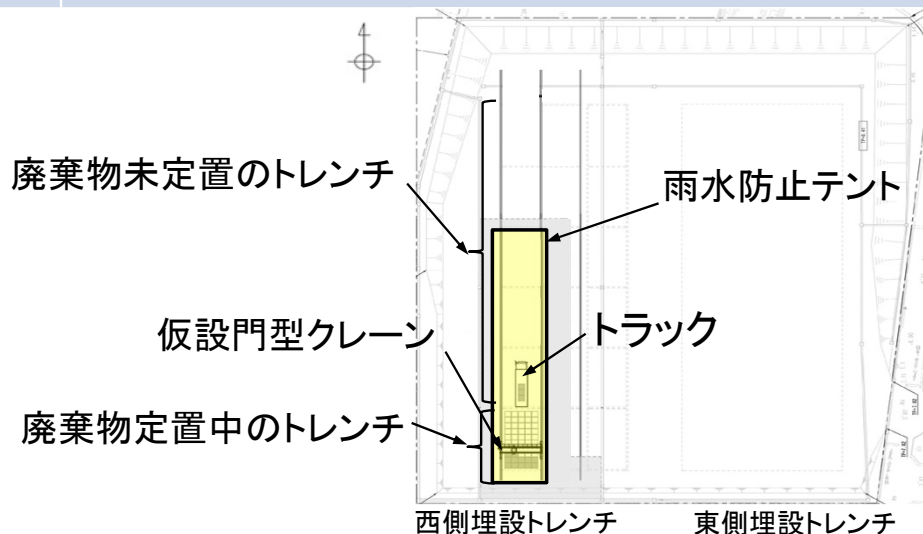 廃棄物未定置のトレンチ
雨水防止テント
仮設門型クレーン
トラック
廃棄物定置中のトレンチ
西側埋設トレンチ
東側埋設トレンチ